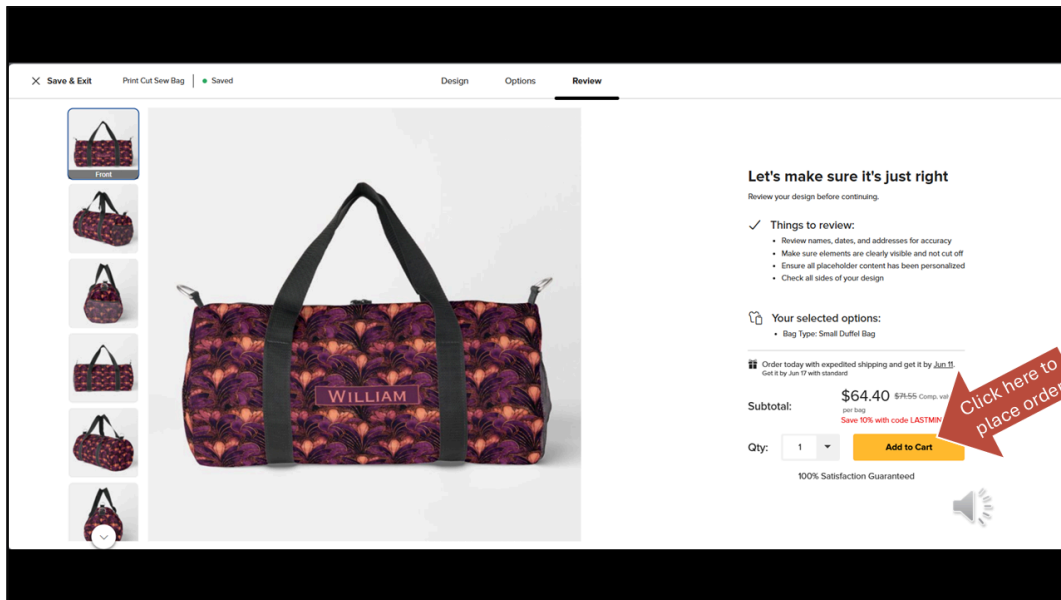 Save & Exit
Print Cut Sew Bag
Saved
Design
Options
Review
Front
WILLIAM
Let's make sure it's just right
Review your design before continuing.
Things to review:
Review names, dates, and addresses for accuracy
Make sure elements are clearly visible and not cut off
Ensure all placeholder content has been personalized
Check all sides of your design
Your selected options:
Bag Type: Small Duffel Bag
Order today with expedited shipping and get it by Jun 11.
Get it by Jun 17 with standard
Subtotal:
$64.40 $71.55 Comp.
per bag
Save 10% with code
Qty:
1
Add to Cart
100% Satisfaction Guaranteed
Click here to
place order